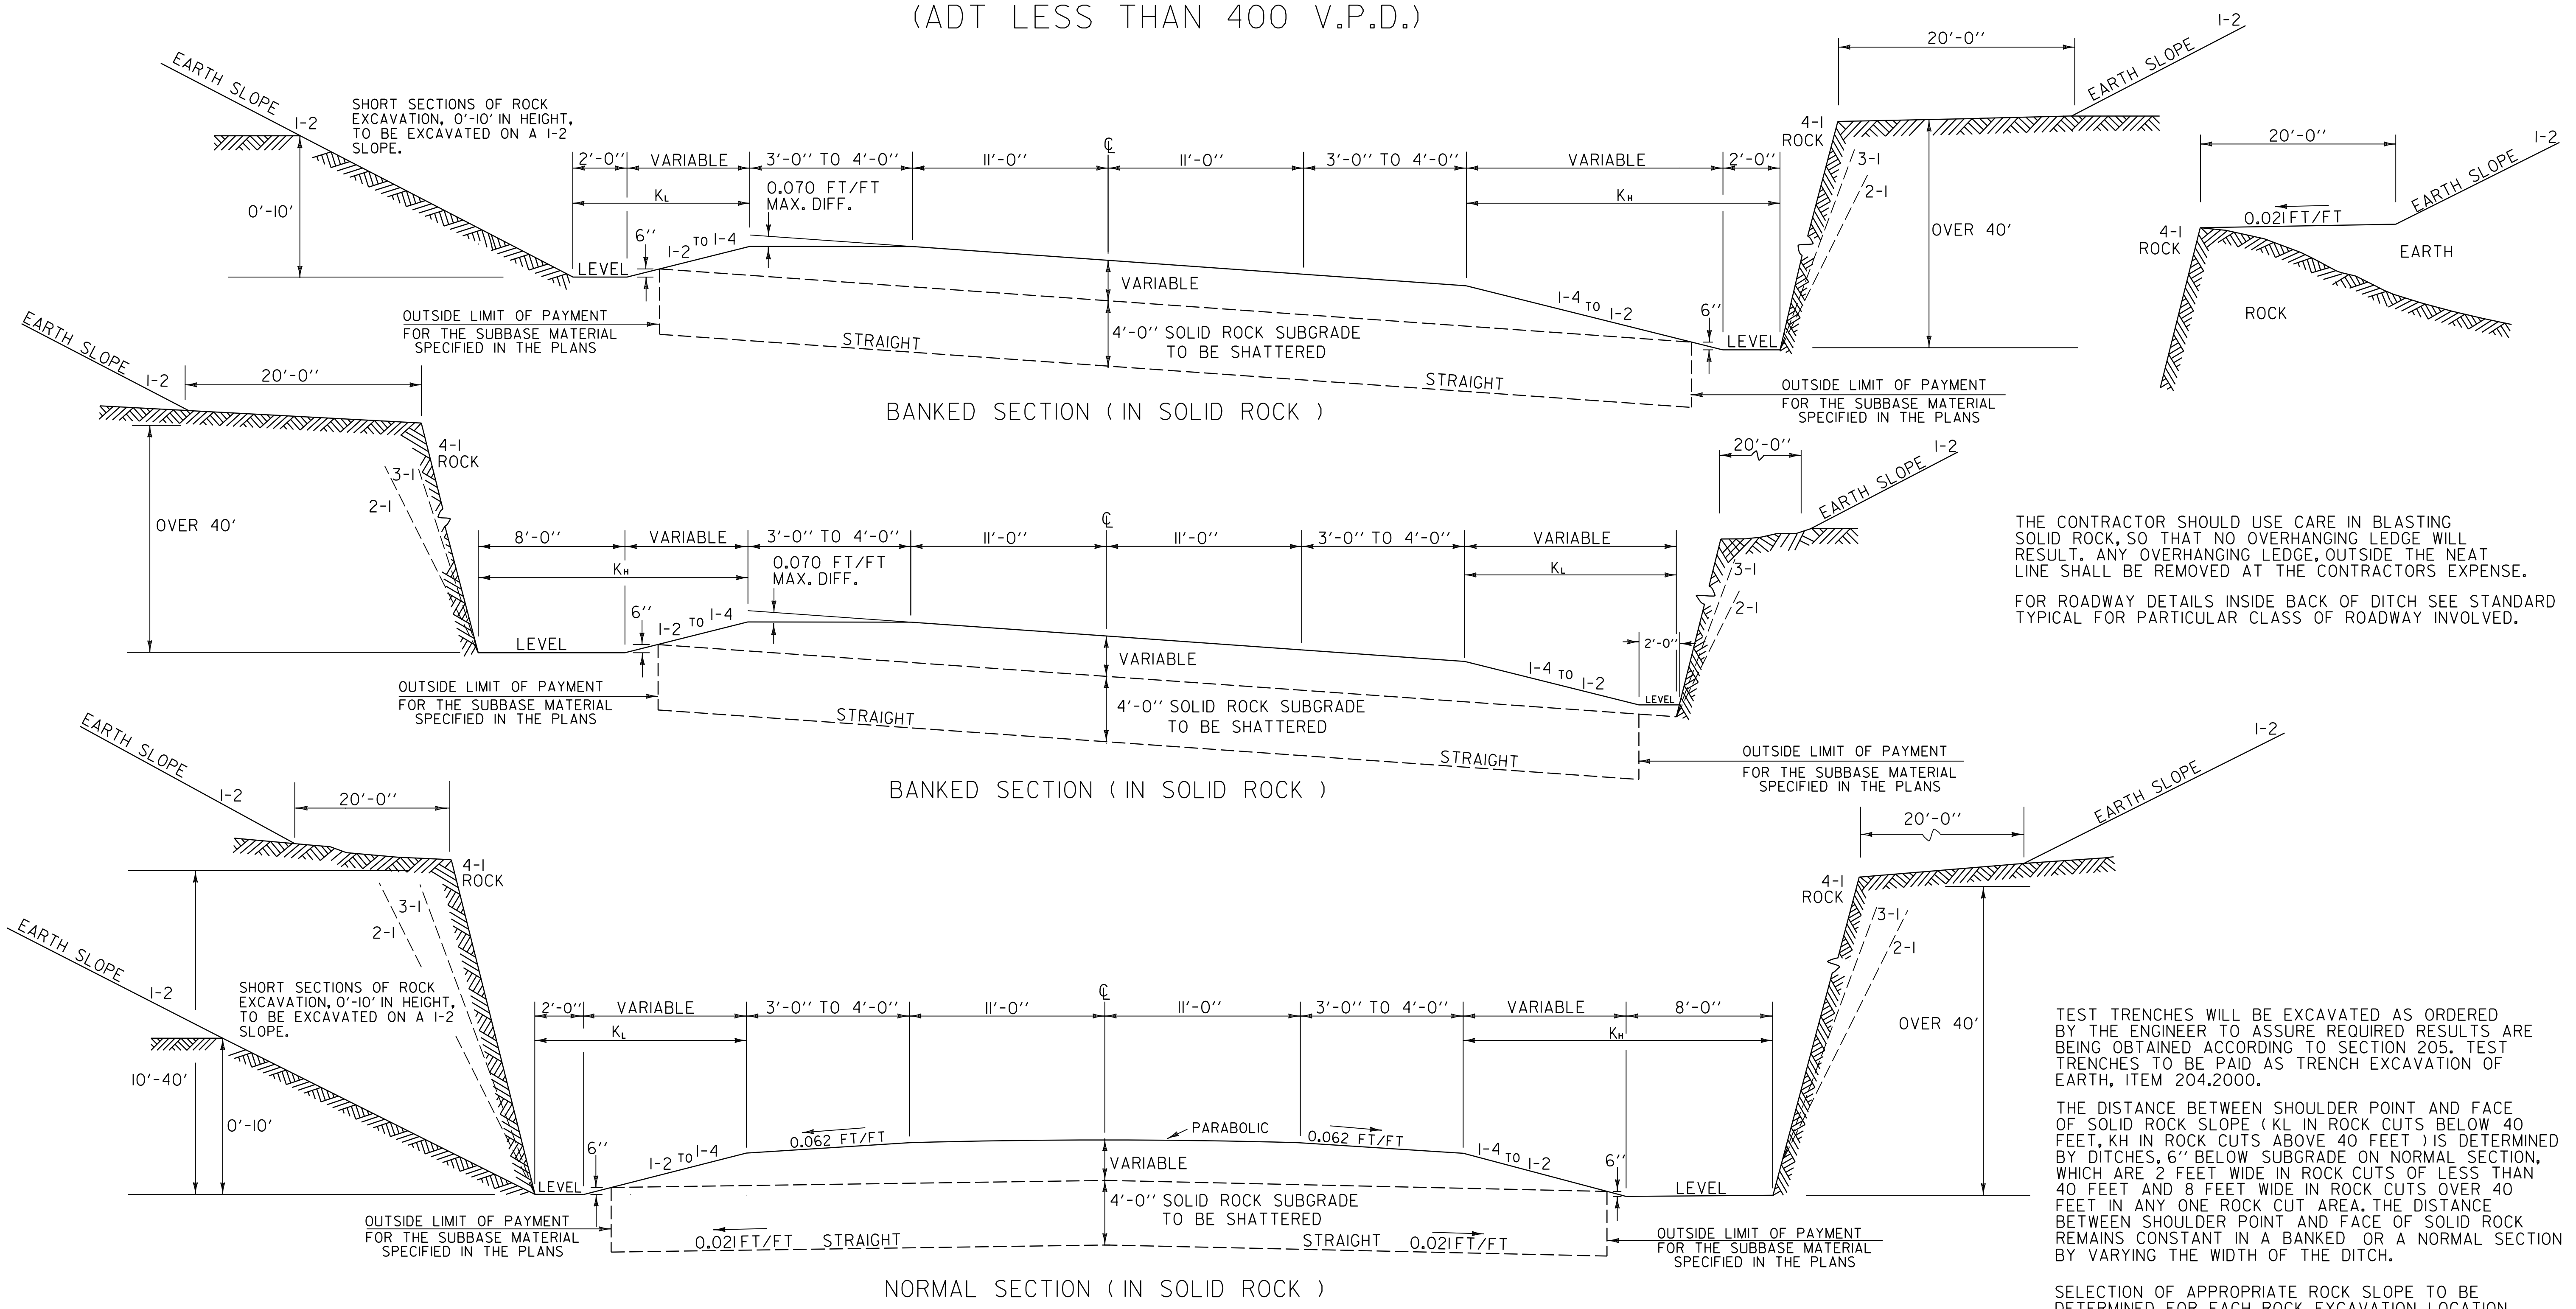 (ADT LESS THAN 400 V.P.D.)
EARTH SLOPE
1-2
SHORT SECTIONS OF ROCK
EXCAVATION, 0'-10' IN HEIGHT,
TO BE EXCAVATED ON A 1-2
SLOPE.
0'-10'
2'-0''
VARIABLE
3'-0'' TO 4'-0''
11'-0''
℄
11'-0''
3'-0'' TO 4'-0''
VARIABLE
2'-0''
KL
0.070 FT/FT
MAX. DIFF.
KH
6''
1-2 TO 1-4
LEVEL
VARIABLE
1-4 TO 1-2
6''
LEVEL
OUTSIDE LIMIT OF PAYMENT
FOR THE SUBBASE MATERIAL
SPECIFIED IN THE PLANS
STRAIGHT
4'-0'' SOLID ROCK SUBGRADE
TO BE SHATTERED
STRAIGHT
OUTSIDE LIMIT OF PAYMENT
FOR THE SUBBASE MATERIAL
SPECIFIED IN THE PLANS
4-1
ROCK
3-1
2-1
20'-0''
OVER 40'
EARTH SLOPE
1-2
20'-0''
EARTH SLOPE
1-2
0.021 FT/FT
4-1
ROCK
EARTH
ROCK
BANKED SECTION ( IN SOLID ROCK )
EARTH SLOPE
1-2
20'-0''
4-1
ROCK
3-1
2-1
OVER 40'
8'-0''
VARIABLE
3'-0'' TO 4'-0''
11'-0''
℄
11'-0''
3'-0'' TO 4'-0''
VARIABLE
KH
0.070 FT/FT
MAX. DIFF.
KL
LEVEL
6''
1-2 TO 1-4
VARIABLE
1-4 TO 1-2
2'-0''
LEVEL
OUTSIDE LIMIT OF PAYMENT
FOR THE SUBBASE MATERIAL
SPECIFIED IN THE PLANS
STRAIGHT
4'-0'' SOLID ROCK SUBGRADE
TO BE SHATTERED
STRAIGHT
OUTSIDE LIMIT OF PAYMENT
FOR THE SUBBASE MATERIAL
SPECIFIED IN THE PLANS
20'-0''
EARTH SLOPE
1-2
3-1
2-1
BANKED SECTION ( IN SOLID ROCK )
THE CONTRACTOR SHOULD USE CARE IN BLASTING
SOLID ROCK, SO THAT NO OVERHANGING LEDGE WILL
RESULT. ANY OVERHANGING LEDGE, OUTSIDE THE NEAT
LINE SHALL BE REMOVED AT THE CONTRACTORS EXPENSE.
FOR ROADWAY DETAILS INSIDE BACK OF DITCH SEE STANDARD
TYPICAL FOR PARTICULAR CLASS OF ROADWAY INVOLVED.
EARTH SLOPE
1-2
20'-0''
4-1
ROCK
3-1
2-1
EARTH SLOPE
1-2
SHORT SECTIONS OF ROCK
EXCAVATION, 0'-10' IN HEIGHT,
TO BE EXCAVATED ON A 1-2
SLOPE.
10'-40'
0'-10'
2'-0''
VARIABLE
3'-0'' TO 4'-0''
11'-0''
℄
11'-0''
3'-0'' TO 4'-0''
VARIABLE
8'-0''
KL
KH
6''
LEVEL
1-2 TO 1-4
0.062 FT/FT
PARABOLIC
0.062 FT/FT
VARIABLE
1-4 TO 1-2
6''
LEVEL
OUTSIDE LIMIT OF PAYMENT
FOR THE SUBBASE MATERIAL
SPECIFIED IN THE PLANS
0.021 FT/FT
STRAIGHT
4'-0'' SOLID ROCK SUBGRADE
TO BE SHATTERED
STRAIGHT
0.021 FT/FT
OUTSIDE LIMIT OF PAYMENT
FOR THE SUBBASE MATERIAL
SPECIFIED IN THE PLANS
20'-0''
EARTH SLOPE
1-2
4-1
ROCK
3-1
2-1
OVER 40'
NORMAL SECTION ( IN SOLID ROCK )
TEST TRENCHES WILL BE EXCAVATED AS ORDERED
BY THE ENGINEER TO ASSURE REQUIRED RESULTS ARE
BEING OBTAINED ACCORDING TO SECTION 205. TEST
TRENCHES TO BE PAID AS TRENCH EXCAVATION OF
EARTH, ITEM 204.2000.
THE DISTANCE BETWEEN SHOULDER POINT AND FACE
OF SOLID ROCK SLOPE ( KL IN ROCK CUTS BELOW 40
FEET, KH IN ROCK CUTS ABOVE 40 FEET ) IS DETERMINED
BY DITCHES, 6'' BELOW SUBGRADE ON NORMAL SECTION,
WHICH ARE 2 FEET WIDE IN ROCK CUTS OF LESS THAN
40 FEET AND 8 FEET WIDE IN ROCK CUTS OVER 40
FEET IN ANY ONE ROCK CUT AREA. THE DISTANCE
BETWEEN SHOULDER POINT AND FACE OF SOLID ROCK
REMAINS CONSTANT IN A BANKED OR A NORMAL SECTION
BY VARYING THE WIDTH OF THE DITCH.
SELECTION OF APPROPRIATE ROCK SLOPE TO BE
DETERMINED FOR EACH ROCK EXCAVATION LOCATION